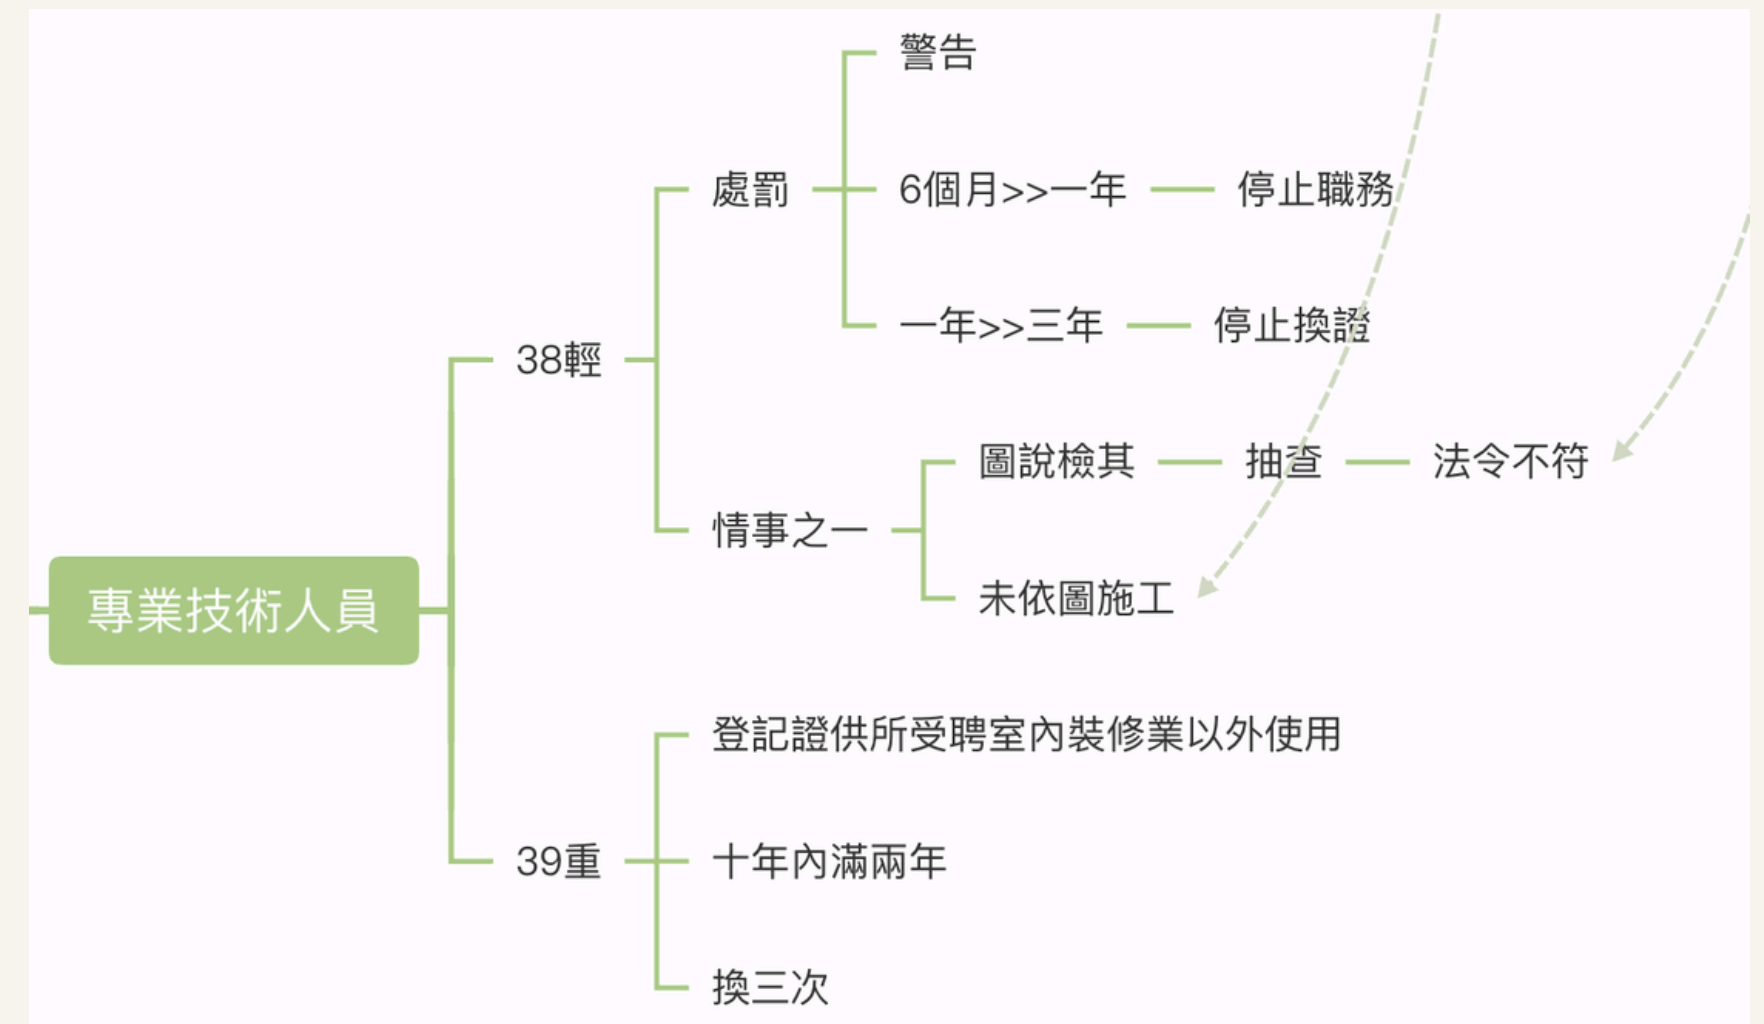 警告
處罰
6個月>>一年
停止職務
一年>>三年
停止換證
38輕
圖說檢其
抽查
法令不符
情事之一
未依圖施工
專業技術人員
登記證供所受聘室內裝修業以外使用
39重
十年內滿兩年
換三次